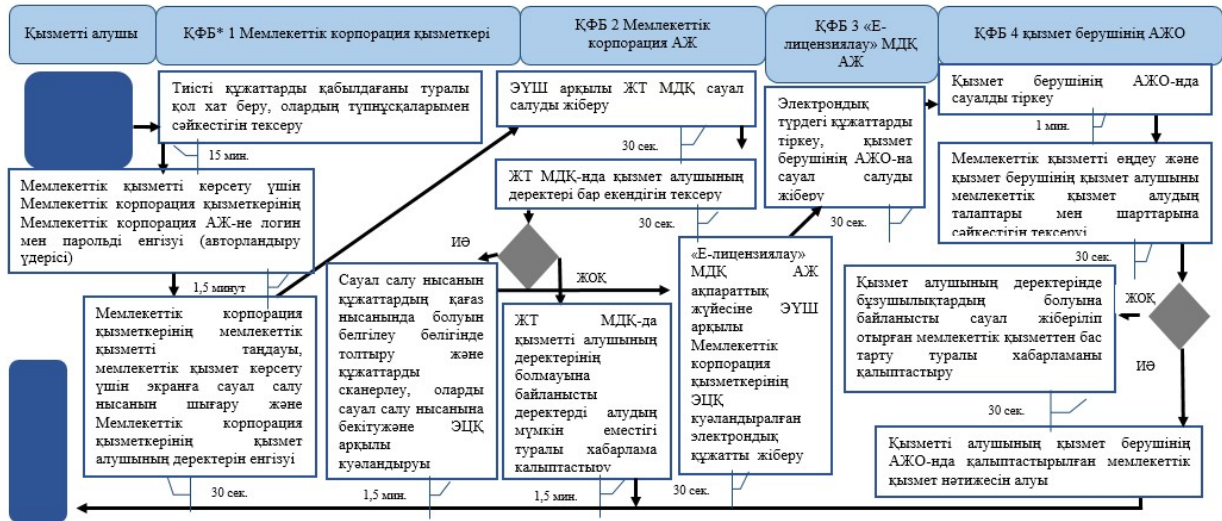 Қызметті алушы
ҚФБ* 1 Мемлекеттік корпорация қызметкері
ҚФБ 2 Мемлекеттік
корпорация АЖ
ҚФБ 3 «Е-
лицензиялау» МДҚ
АЖ
ҚФБ 4 қызмет берушінің АЖО
Тиісті құжаттарды қабылдағаны туралы
қол хат беру, олардың түпнұсқаларымен
сәйкестігін тексеру
15 мин.
Мемлекеттік қызметті көрсету үшін
Мемлекеттік корпорация қызметкерінің
Мемлекеттік корпорация АЖ-не логин
мен парольді енгізуі (авторландыру
үдерісі)
1,5 минут
Мемлекеттік корпорация
қызметкерінің мемлекеттік
қызметті таңдауы,
мемлекеттік қызмет көрсету
үшін экранға сауал салу
нысанын шығару және
Мемлекеттік корпорация
қызметкерінің қызмет
алушының деректерін енгізуі
30 сек.
ЭҮШ арқылы ЖТ МДҚ сауал
салуды жіберу
30 сек.
ЖТ МДҚ-нда қызмет алушының
деректері бар екендігін тексеру
30 сек.
ИӘ
ЖОҚ
Сауал салу нысанын
құжаттардың қағаз
нысанында болуын
белгілеу бөлігінде
толтыру және
құжаттарды
сканерлеу, оларды
сауал салу нысанына
бекітужәне ЭЦҚ
арқылы
куәландыруы
1,5 мин.
ЖТ МДҚ-да
қызметті алушының
деректерінің
болмауына
байланысты
деректерді алудың
мүмкін еместігі
туралы хабарлама
қалыптастыру
1,5 мин.
Электрондық
түрдегі құжаттарды
тіркеу, қызмет
берушінің АЖО-на
сауал салуды
жіберу
30 сек.
«Е-лицензиялау»
МДҚ АЖ
ақпараттық
жүйесіне ЭҮШ
арқылы
Мемлекеттік
корпорация
қызметкерінің
ЭЦҚ
куәландыралған
электрондық
құжатты жіберу
30 сек.
Қызмет берушінің АЖО-нда
сауалды тіркеу
1 мин.
Мемлекеттік қызметті өңдеу және
қызмет берушінің қызмет алушыны
мемлекеттік қызмет алудың
талаптары мен шарттарына
сәйкестігін тексеруі
30 сек.
ЖОҚ
ИӘ
Қызмет алушының деректерінде
бұзушылықтардың болуына
байланысты сауал жіберіліп
отырған мемлекеттік қызметтен бас
тарту туралы хабарламаны
қалыптастыру
30 сек.
Қызметті алушының қызмет берушінің
АЖО-нда қалыптастырылған мемлекеттік
қызмет нәтижесін алуы